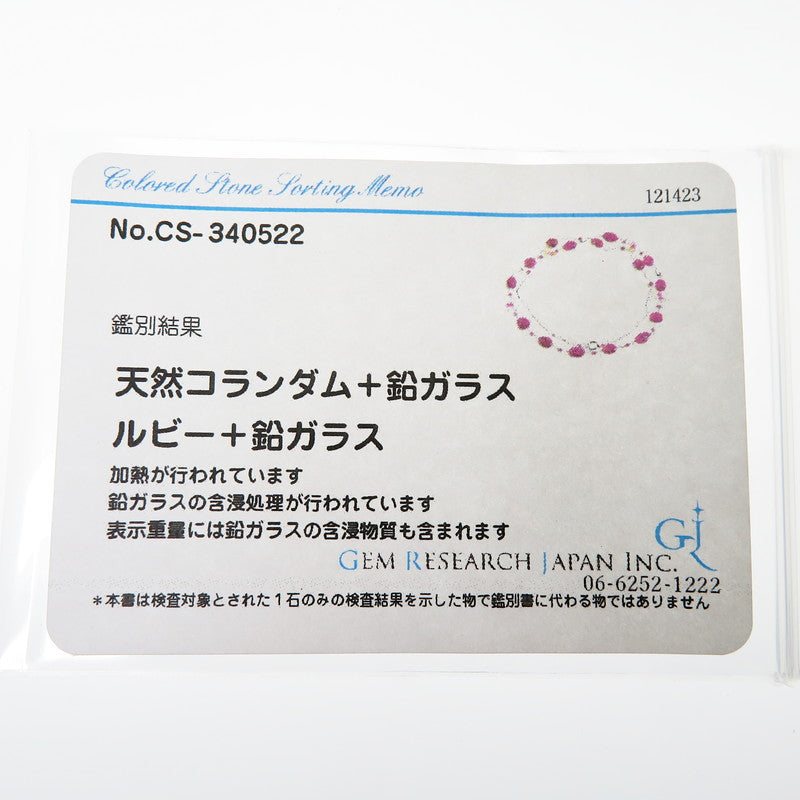 Colored Stone Sorting Memo
121423
No.CS-340522
鑑別結果
天然コランダム+鉛ガラス
ルビー+鉛ガラス
加熱が行われています
鉛ガラスの含浸処理が行われています
表示重量には鉛ガラスの含浸物質も含まれます
GJR
GEM RESEARCH JAPAN INC.
06-6252-1222
*本書は検査対象とされた1石のみの検査結果を示した物で鑑別書に代わる物ではありません